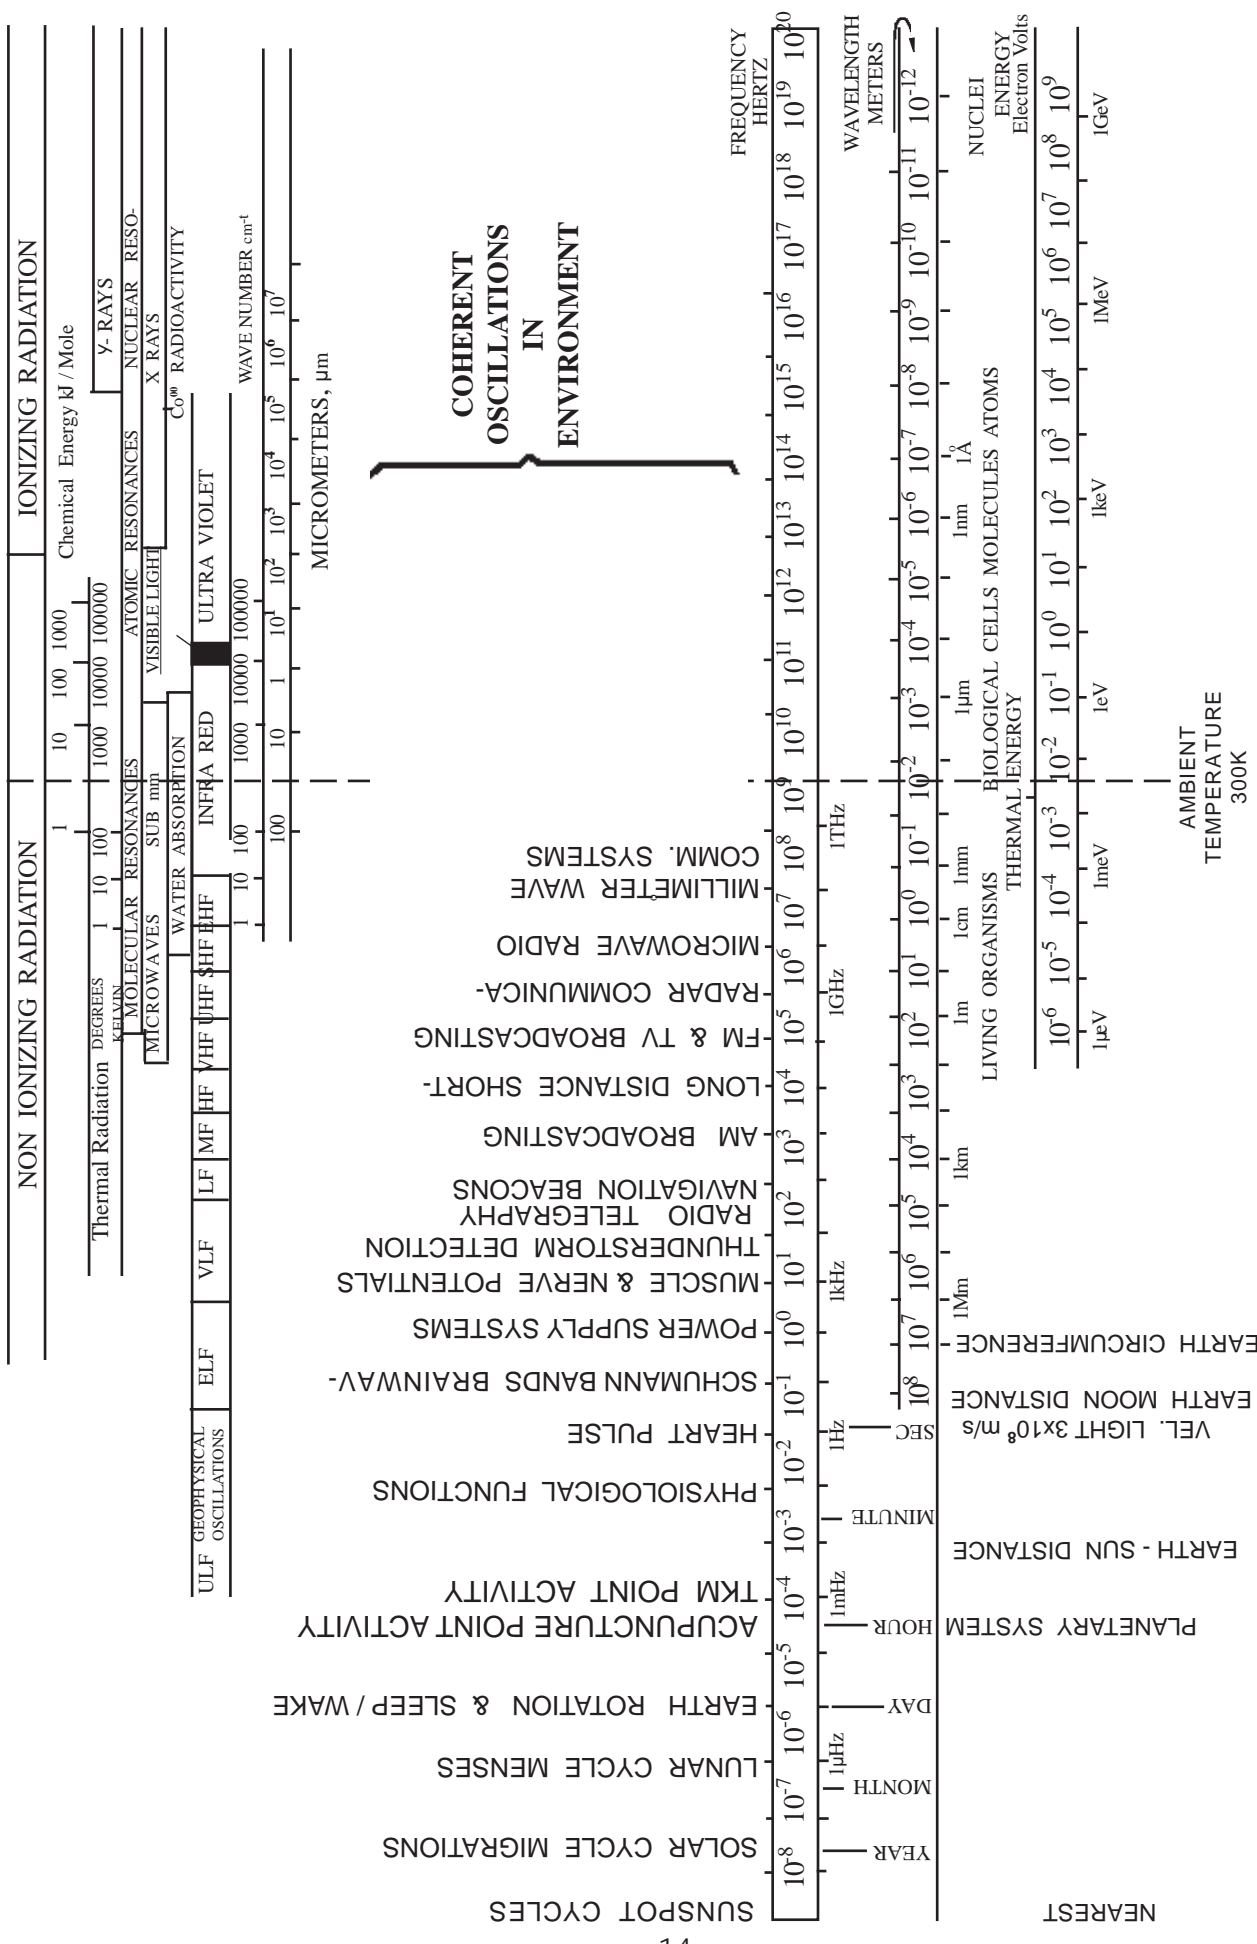 NON IONIZING RADIATION
IONIZING RADIATION
Chemical Energy kJ / Mole
1 10 100 1000
Thermal Radiation DEGREES KELVIN
1 10 100 1000 10000 100000
γ- RAYS
MOLECULAR RESONANCES
ATOMIC RESONANCES
NUCLEAR RESO-
MICROWAVES
SUB mm
VISIBLE LIGHT
X RAYS
WATER ABSORPTION
Co⁶⁰ RADIOACTIVITY
ULF GEOPHYSICAL OSCILLATIONS
ELF
VLF
LF
MF
HF
VHF
UHF
SHF
EHF
INFRA RED
ULTRA VIOLET
1 10 100 1000 10000 100000
WAVE NUMBER cm-t
100 10 1 10¹ 10² 10³ 10⁴ 10⁵ 10⁶ 10⁷
MICROMETERS, μm
COHERENT
OSCILLATIONS
IN
ENVIRONMENT
SUNSPOT CYCLES
SOLAR CYCLE MIGRATIONS
LUNAR CYCLE MENSES
EARTH ROTATION & SLEEP / WAKE
ACUPUNCTURE POINT ACTIVITY
TKM POINT ACTIVITY
PHYSIOLOGICAL FUNCTIONS
HEART PULSE
SCHUMANN BANDS BRAINWAV-
POWER SUPPLY SYSTEMS
MUSCLE & NERVE POTENTIALS
THUNDERSTORM DETECTION
RADIO TELEGRAPHY
NAVIGATION BEACONS
AM BROADCASTING
LONG DISTANCE SHORT-
FM & TV BROADCASTING
RADAR COMMUNICA-
MICROWAVE RADIO
MILLIMETER WAVE
COMM. SYSTEMS
FREQUENCY
HERTZ
10⁻⁸ 10⁻⁷ 10⁻⁶ 10⁻⁵ 10⁻⁴ 10⁻³ 10⁻² 10⁻¹ 10⁰ 10¹ 10² 10³ 10⁴ 10⁵ 10⁶ 10⁷ 10⁸ 10⁹ 10¹⁰ 10¹¹ 10¹² 10¹³ 10¹⁴ 10¹⁵ 10¹⁶ 10¹⁷ 10¹⁸ 10¹⁹ 10²⁰
1μHz 1mHz 1Hz 1kHz 1GHz 1THz
YEAR
MONTH
DAY
HOUR
MINUTE
SEC
WAVELENGTH
METERS
10⁸ 10⁷ 10⁶ 10⁵ 10⁴ 10³ 10² 10¹ 10⁰ 10⁻¹ 10⁻² 10⁻³ 10⁻⁴ 10⁻⁵ 10⁻⁶ 10⁻⁷ 10⁻⁸ 10⁻⁹ 10⁻¹⁰ 10⁻¹¹ 10⁻¹²
1Mm 1km 1m 1cm 1mm 1μm 1nm 1Å
NEAREST
PLANETARY SYSTEM
EARTH - SUN DISTANCE
VEL. LIGHT 3x10⁸ m/s
EARTH MOON DISTANCE
EARTH CIRCUMFERENCE
LIVING ORGANISMS
BIOLOGICAL CELLS MOLECULES ATOMS
NUCLEI
THERMAL ENERGY
ENERGY
Electron Volts
10⁻⁶ 10⁻⁵ 10⁻⁴ 10⁻³ 10⁻² 10⁻¹ 10⁰ 10¹ 10² 10³ 10⁴ 10⁵ 10⁶ 10⁷ 10⁸ 10⁹
1μeV 1meV 1eV 1keV 1MeV 1GeV
AMBIENT
TEMPERATURE
300K